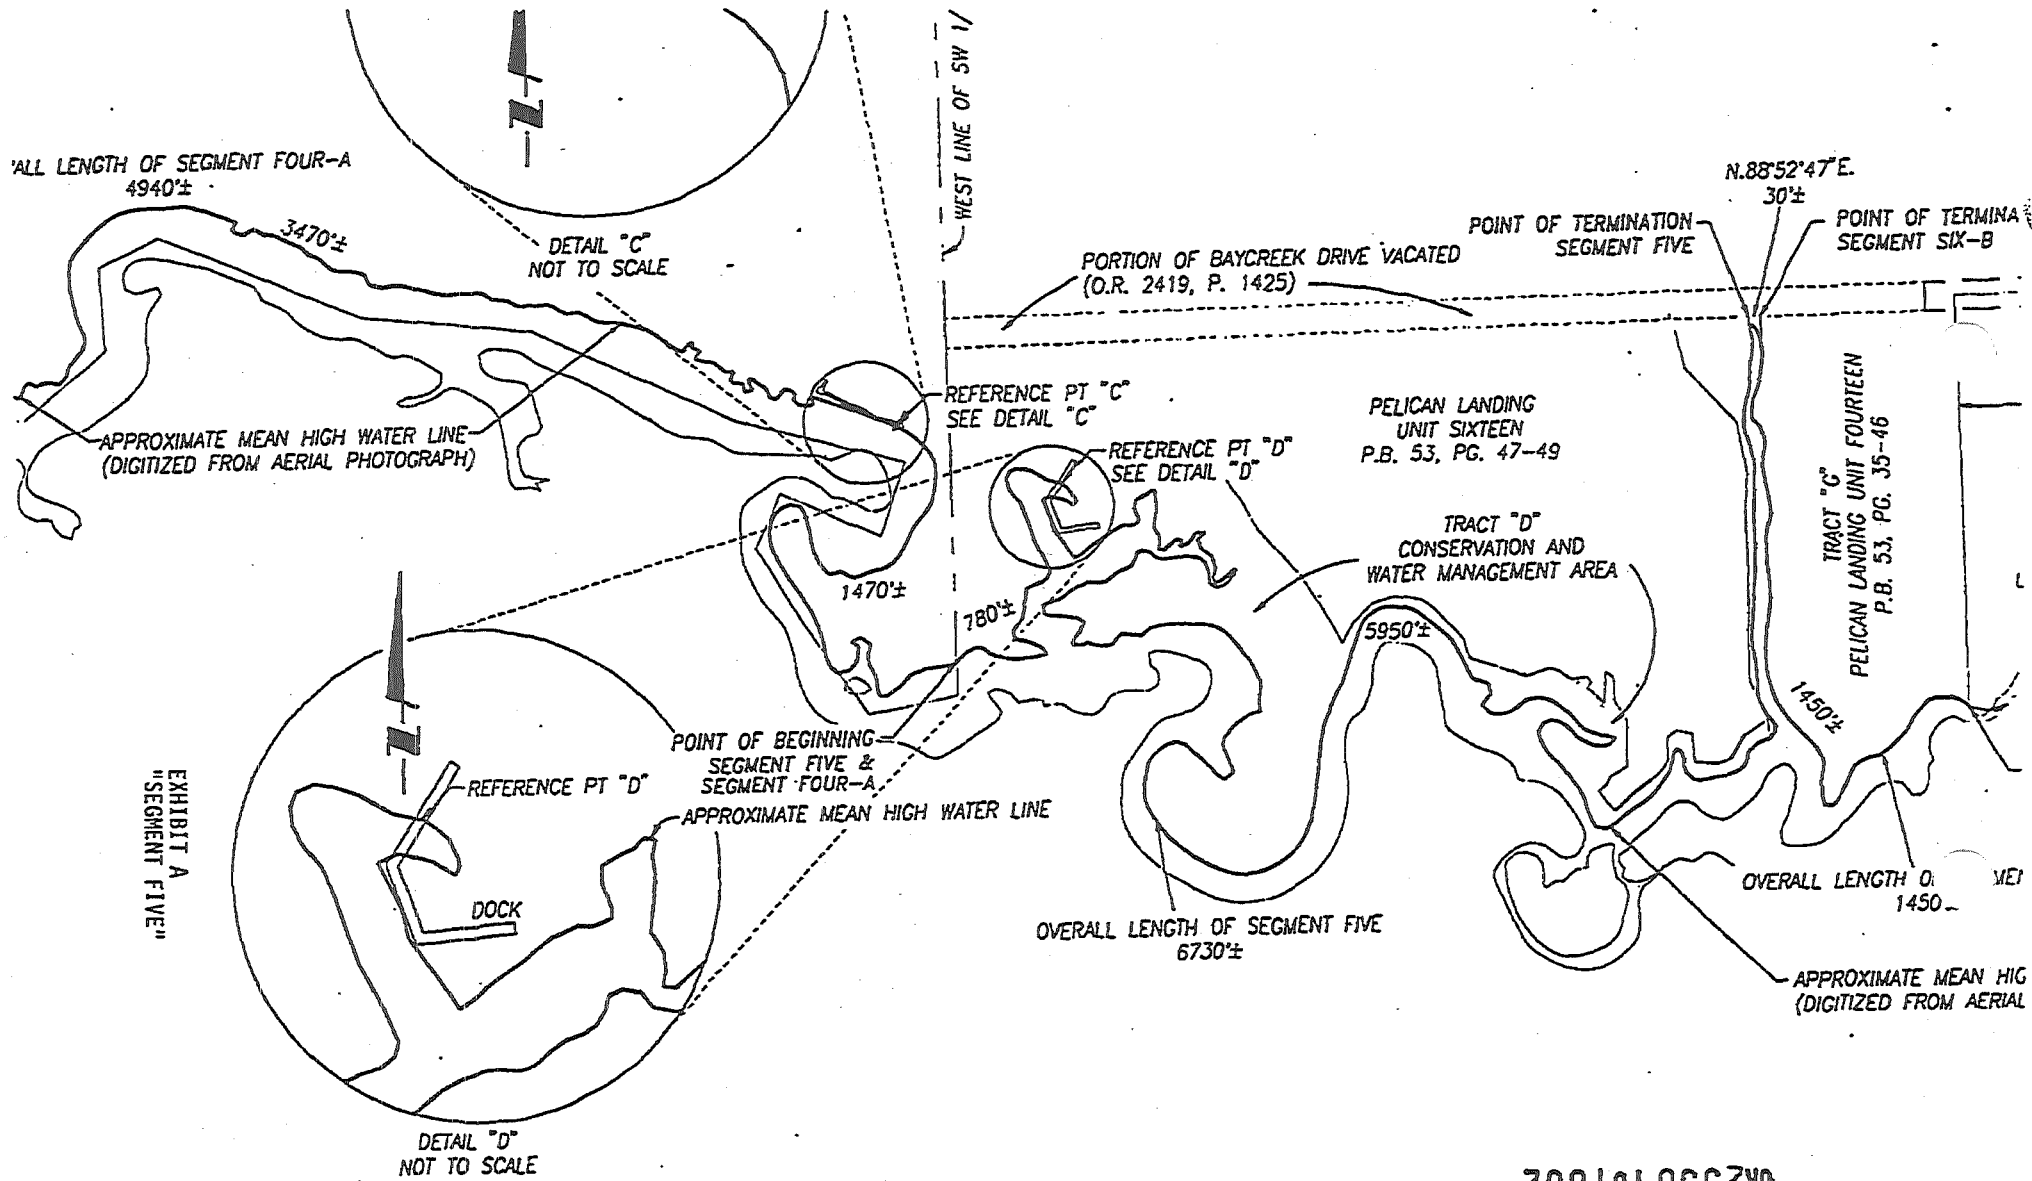 WEST LINE OF SW 1/
N
'ALL LENGTH OF SEGMENT FOUR-A
4940'±
3470'±
DETAIL "C"
NOT TO SCALE
N.88°52'47"E.
30'±
POINT OF TERMINATION
SEGMENT FIVE
POINT OF TERMINA
SEGMENT SIX-B
PORTION OF BAYCREEK DRIVE VACATED
(O.R. 2419, P. 1425)
REFERENCE PT "C"
SEE DETAIL "C"
APPROXIMATE MEAN HIGH WATER LINE
(DIGITIZED FROM AERIAL PHOTOGRAPH)
REFERENCE PT "D"
SEE DETAIL "D"
PELICAN LANDING
UNIT SIXTEEN
P.B. 53, PG. 47-49
TRACT "G"
PELICAN LANDING UNIT FOURTEEN
P.B. 53, PG. 35-46
TRACT "D"
CONSERVATION AND
WATER MANAGEMENT AREA
1470'±
780'±
5950'±
1450'±
POINT OF BEGINNING
SEGMENT FIVE &
SEGMENT FOUR-A
N
REFERENCE PT "D"
APPROXIMATE MEAN HIGH WATER LINE
DOCK
EXHIBIT A
"SEGMENT FIVE"
OVERALL LENGTH OF SEGMENT FIVE
6730'±
OVERALL LENGTH O MEN
1450
APPROXIMATE MEAN HIG
(DIGITIZED FROM AERIAL
DETAIL "D"
NOT TO SCALE